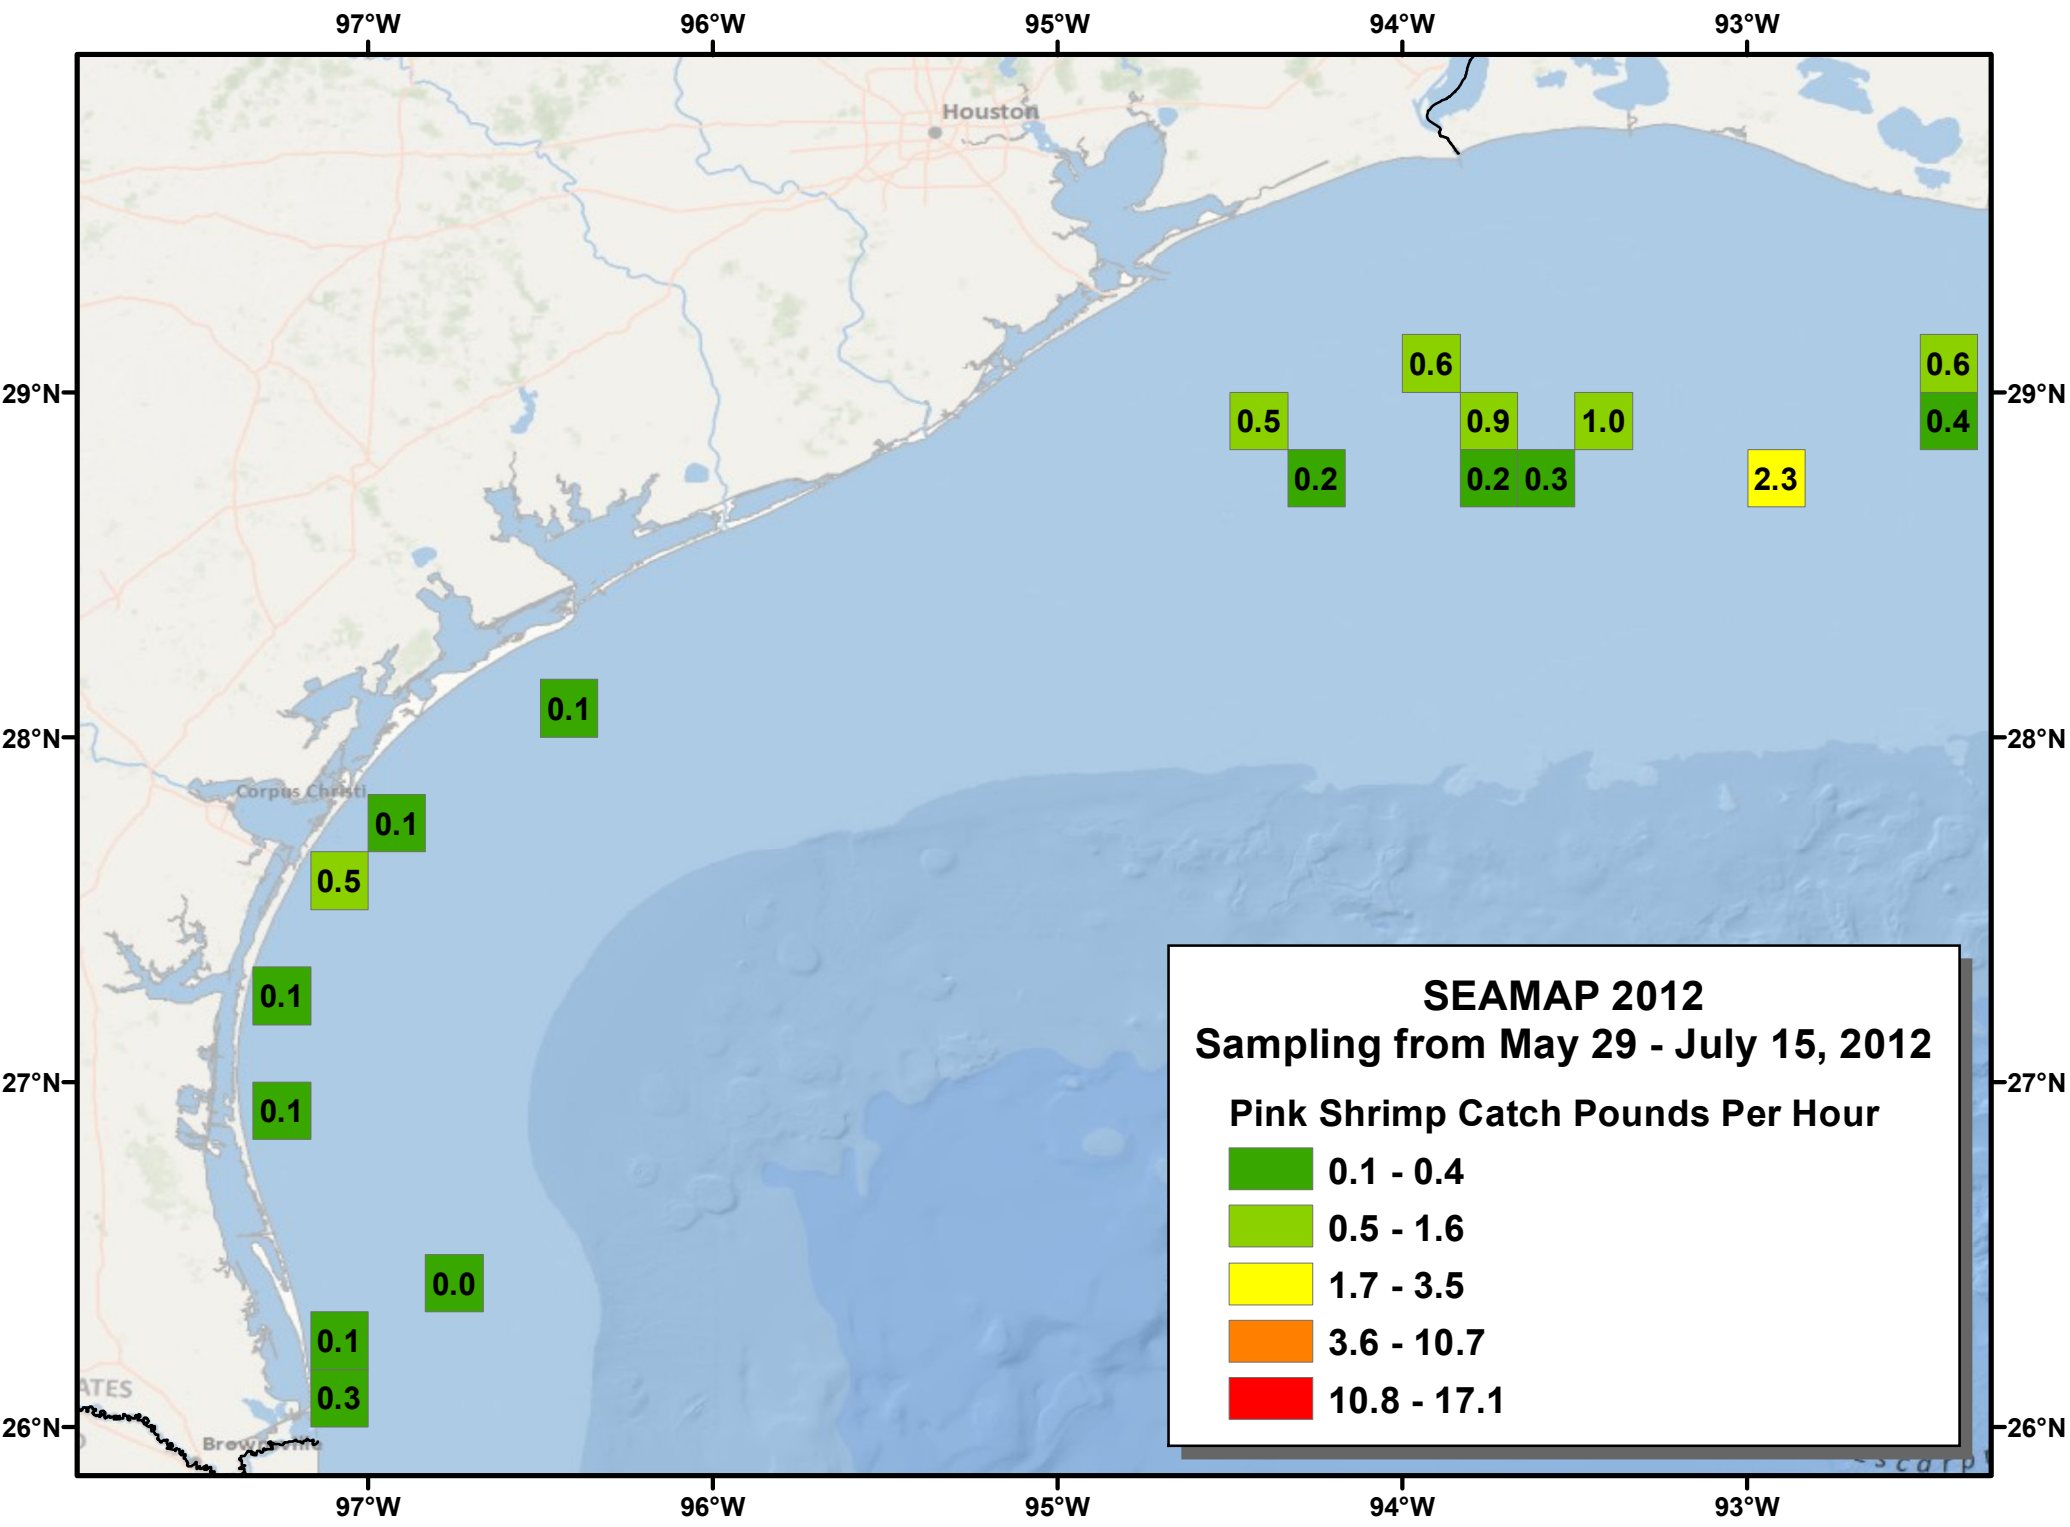 97°W 96°W 95°W 94°W 93°W
Houston
0.6 0.6
29°N 29°N
0.5 0.9 1.0 0.4
0.2 0.2 0.3 2.3
0.1
28°N 28°N
Corpus Christi
0.1
0.5
0.1
27°N 27°N
0.1
0.0
0.1
ATES
0.3
26°N 26°N
Brownsville
SEAMAP 2012
Sampling from May 29 - July 15, 2012
Pink Shrimp Catch Pounds Per Hour
0.1 - 0.4
0.5 - 1.6
1.7 - 3.5
3.6 - 10.7
10.8 - 17.1
97°W 96°W 95°W 94°W 93°W